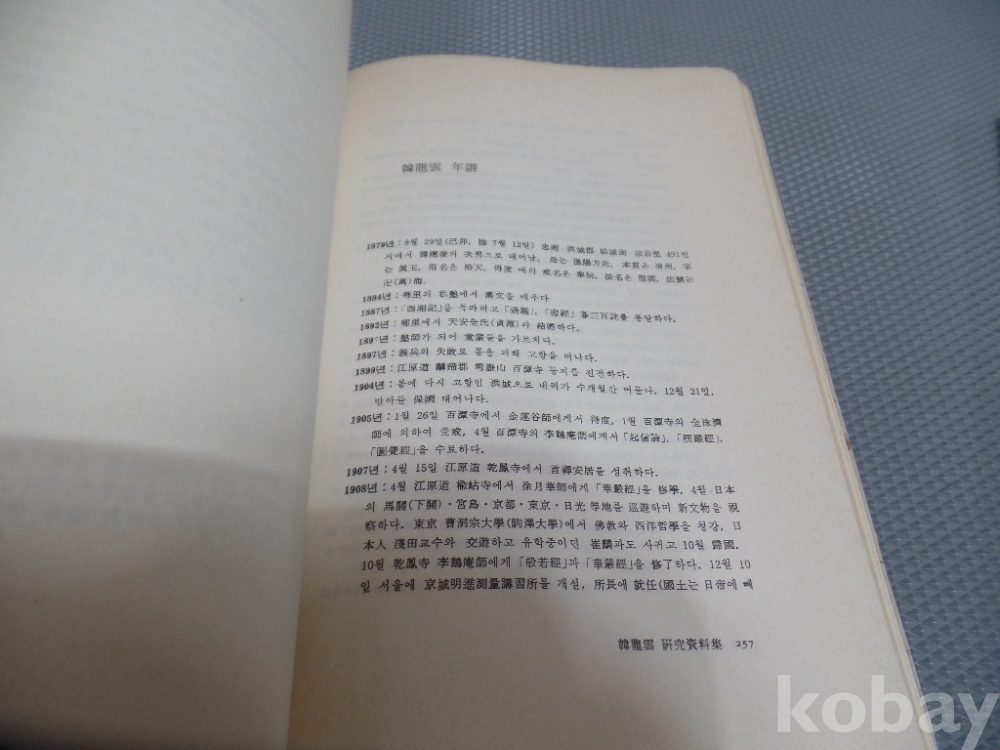 韓龍雲 年譜
1879년 : 8월 29일(己卯, 陰 7월 12일) 忠南 洪城郡 結城面 491번
지에서 韓應俊의 次男으로 태어남, 母는 溫陽方氏, 本貫은 淸州, 字
는 貞玉, 俗名은 裕天, 得度 때의 戒名은 奉玩, 法名은 龍雲, 法號는
卍(萬)海.
1884년 : 鄕里의 私塾에서 漢文을 배우다
1887년 : 「西廂記」를 독파하고 「通鑑」, 「書經」 朞三百註를 통달하다.
1892년 : 鄕里에서 天安全氏(貞淑)과 結婚하다.
塾師가 되어 童蒙들을 가르치다.
1897년 : 義兵의 失敗로 몸을 피해 고향을 떠나다.
1899년 : 江原道 麟蹄郡 雪嶽山 百潭寺 등지를 전전하다.
1904년 : 봄에 다시 고향인 洪城으로 내려가 수개월간 머문다, 12월 21일,
맏아들 保國 태어나다.
1905년 : 1월 26일 百潭寺에서 金蓮谷師에게서 得度, 1월 百潭寺의 全泳濟
師에 의하여 受戒, 4월 百潭寺의 李鶴庵師에게서 「起信論」, 「楞嚴經」,
「圓覺經」을 수료하다.
1907년 : 4월 15일 江原道 乾鳳寺에서 首禪安居를 성취하다.
1908년 : 4월 江原道 楡岾寺에서 徐月華師에게 「華嚴經」을 修學, 4월 日本
의 馬關(下關)·宮島·京都·東京·日光 등地를 巡遊하며 新文物을 視
察하다. 東京 曹洞宗大學(駒澤大學)에서 佛敎와 西洋哲學을 청강, 日
本人 淺田교수와 交遊하고 유학중이던 崔麟과도 사귀고 10월 歸國.
10월 乾鳳寺 李鶴庵師에게 「般若經」과 「華嚴經」을 修了하다. 12월 10
일 서울에 京城明進測量講習所를 개설, 所長에 就任(國土는 日帝에 빼
韓龍雲 硏究資料集 257
kobay